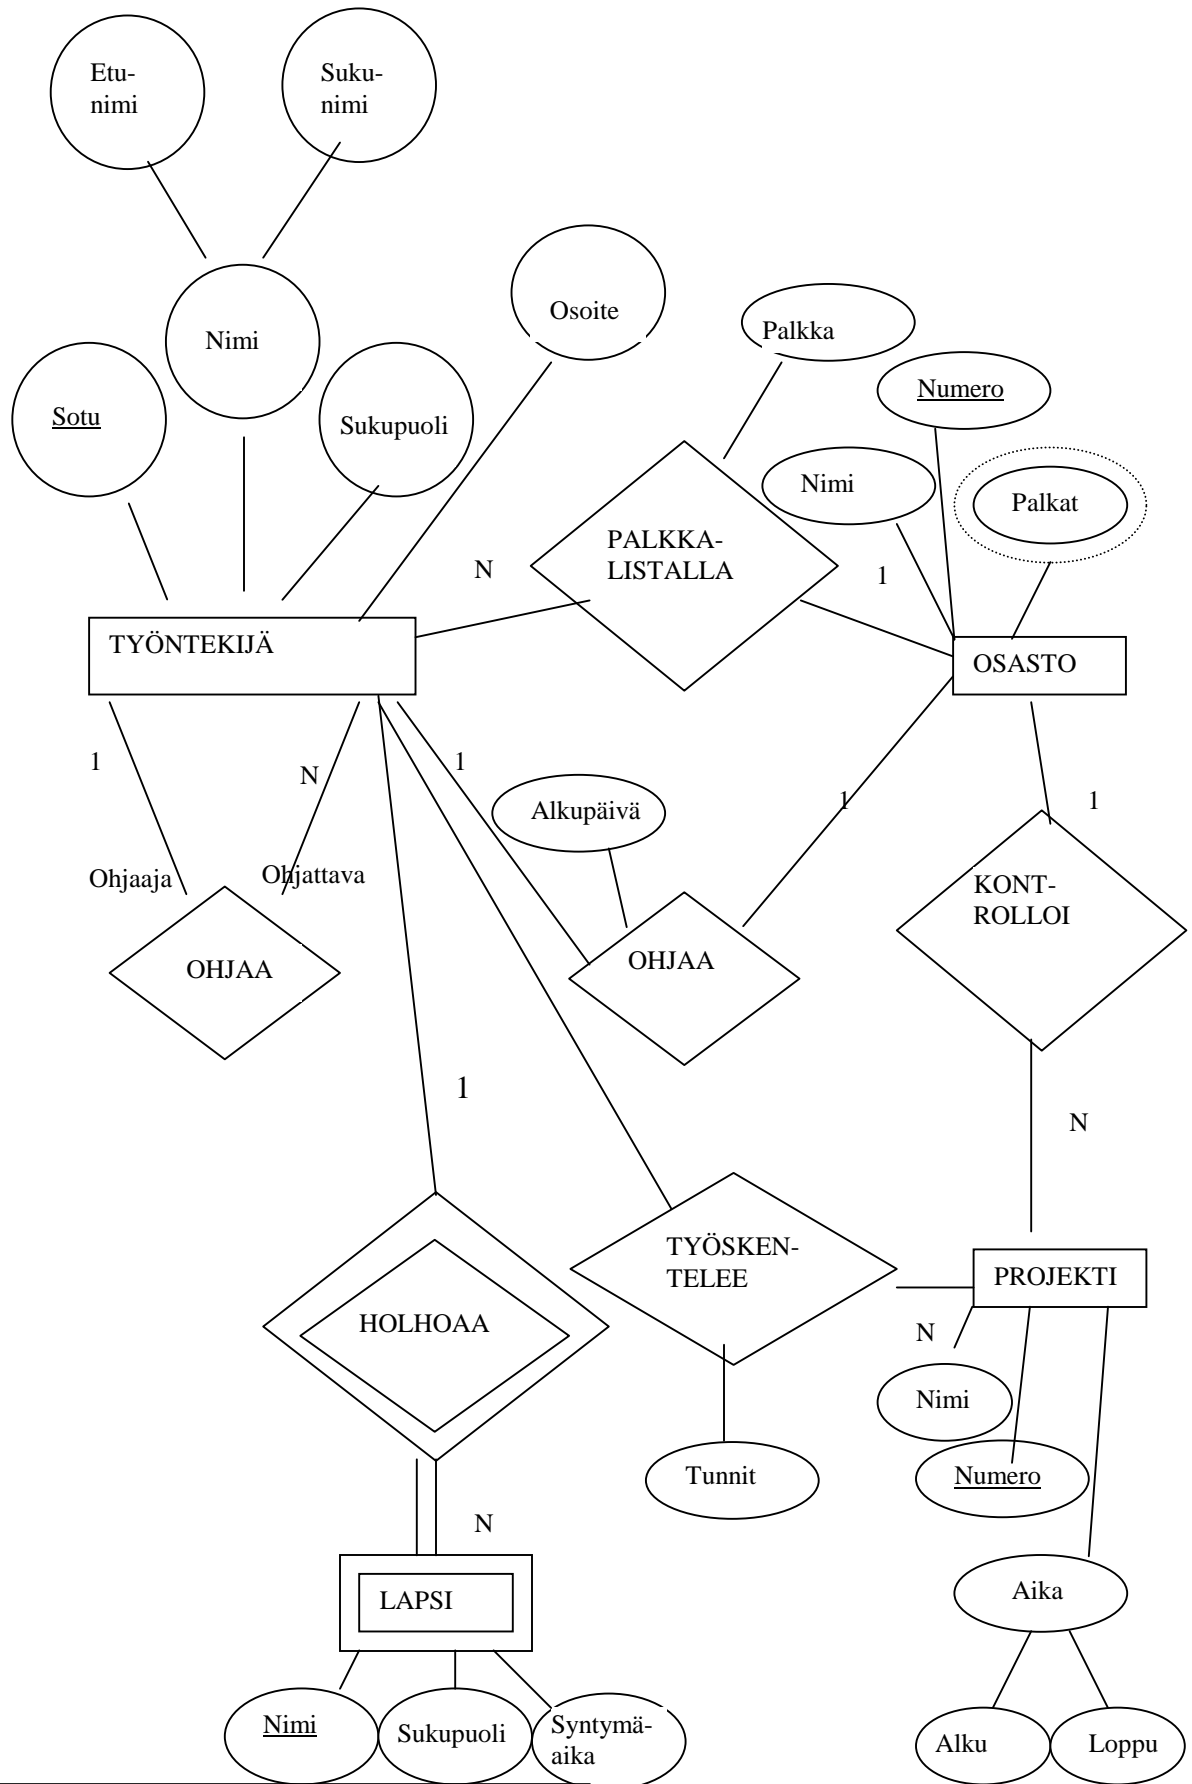 Etu-
nimi
Suku-
nimi
Osoite
Palkka
Nimi
Numero
Sotu
Sukupuoli
Nimi
Palkat
PALKKA-
LISTALLA
N
1
TYÖNTEKIJÄ
OSASTO
1
N
1
Alkupäivä
1
1
Ohjaaja
Ohjattava
KONT-
ROLLOI
OHJAA
OHJAA
1
N
TYÖSKEN-
TELEE
PROJEKTI
HOLHOAA
N
Nimi
Tunnit
Numero
N
LAPSI
Aika
Nimi
Sukupuoli
Syntymä-
aika
Alku
Loppu